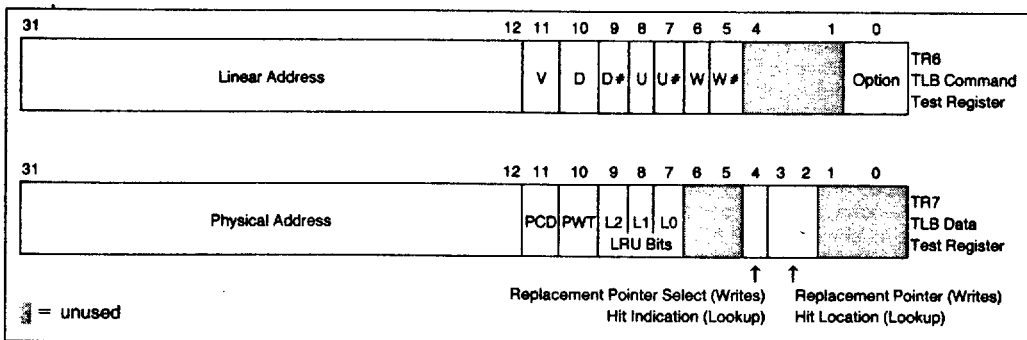 31 12 11 10 9 8 7 6 5 4 1 0
Linear Address V D D# U U# W W# Option
TR6
TLB Command
Test Register
31 12 11 10 9 8 7 6 5 4 3 2 1 0
Physical Address PCD PWT L2 L1 L0
LRU Bits
TR7
TLB Data
Test Register
↑ ↑
Replacement Pointer Select (Writes) Replacement Pointer (Writes)
Hit Indication (Lookup) Hit Location (Lookup)
= unused